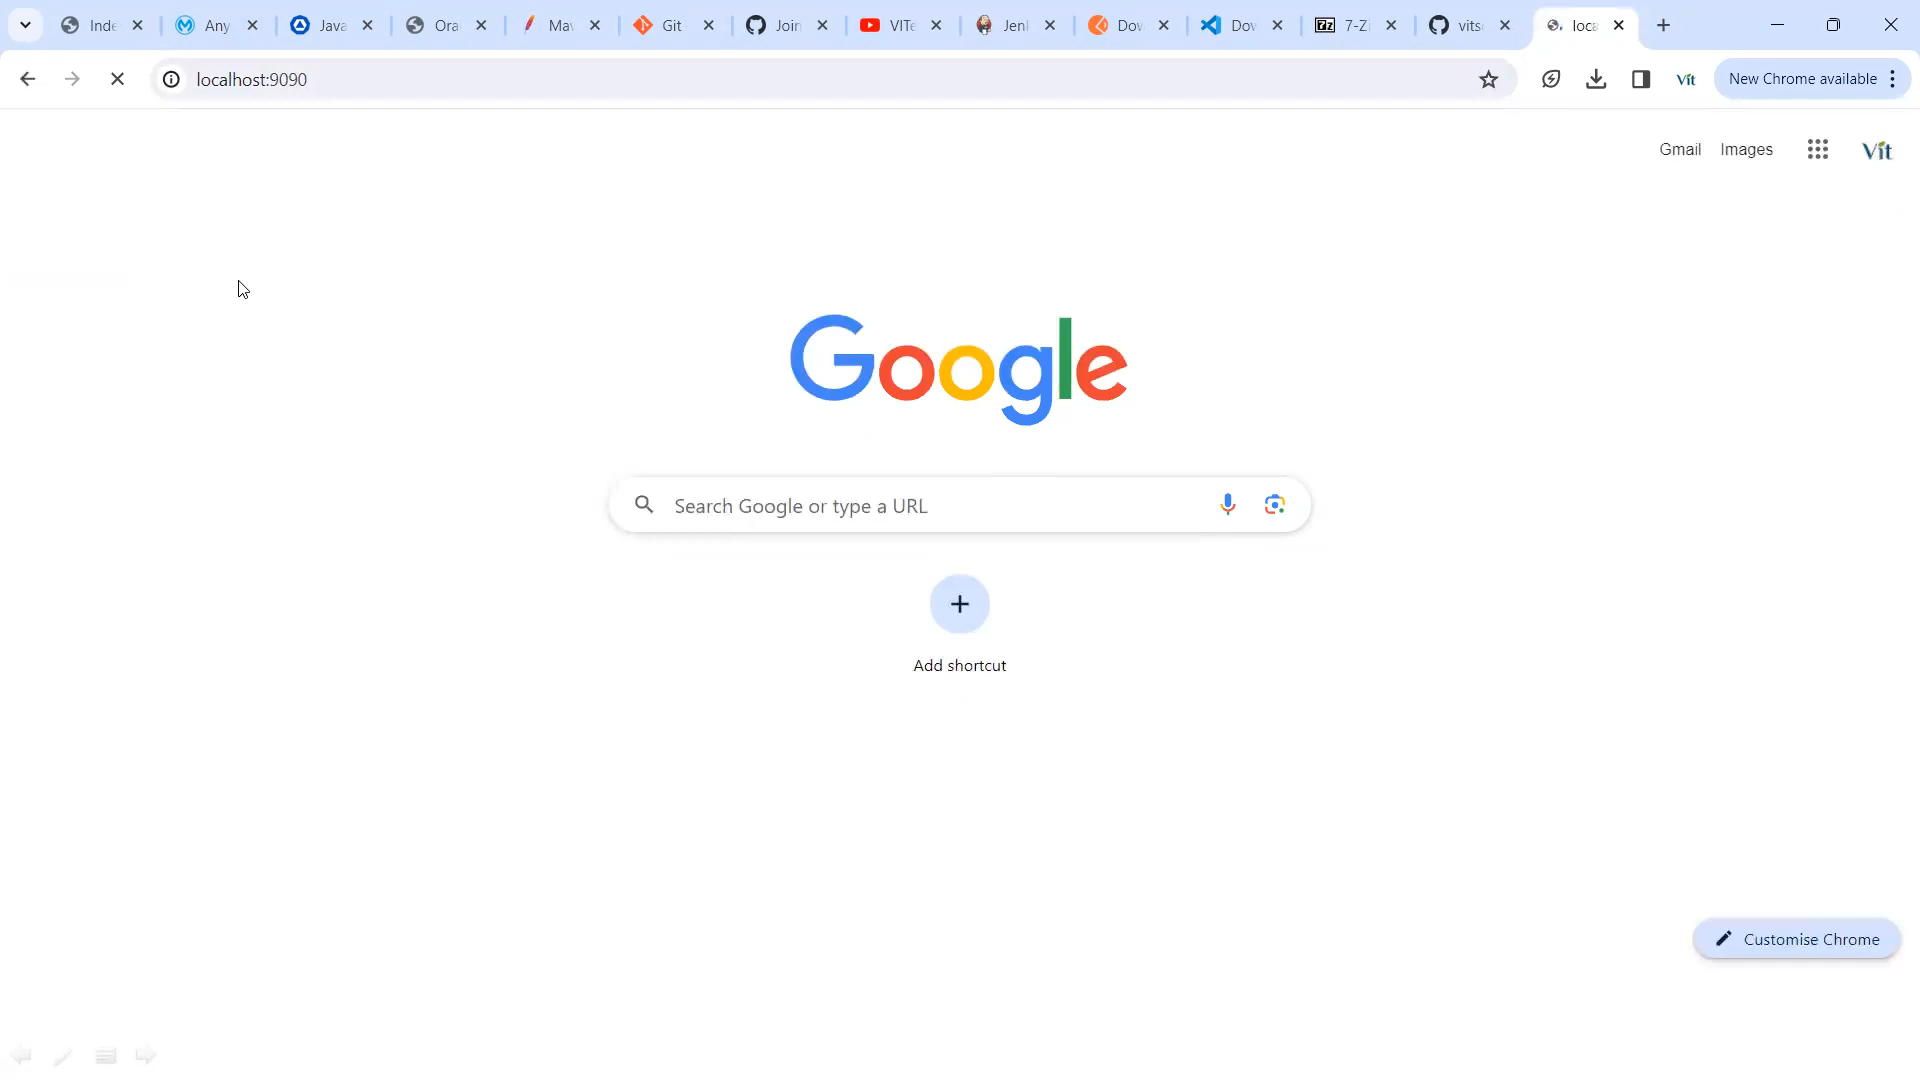 Inde
Any
Java
Ora
Mav
Git
Join
VITe
Jenl
Dov
Dov
7-Zi
vits
loca
localhost:9090
Vit
New Chrome available
Gmail
Images
Vit
Google
Search Google or type a URL
Add shortcut
Customise Chrome